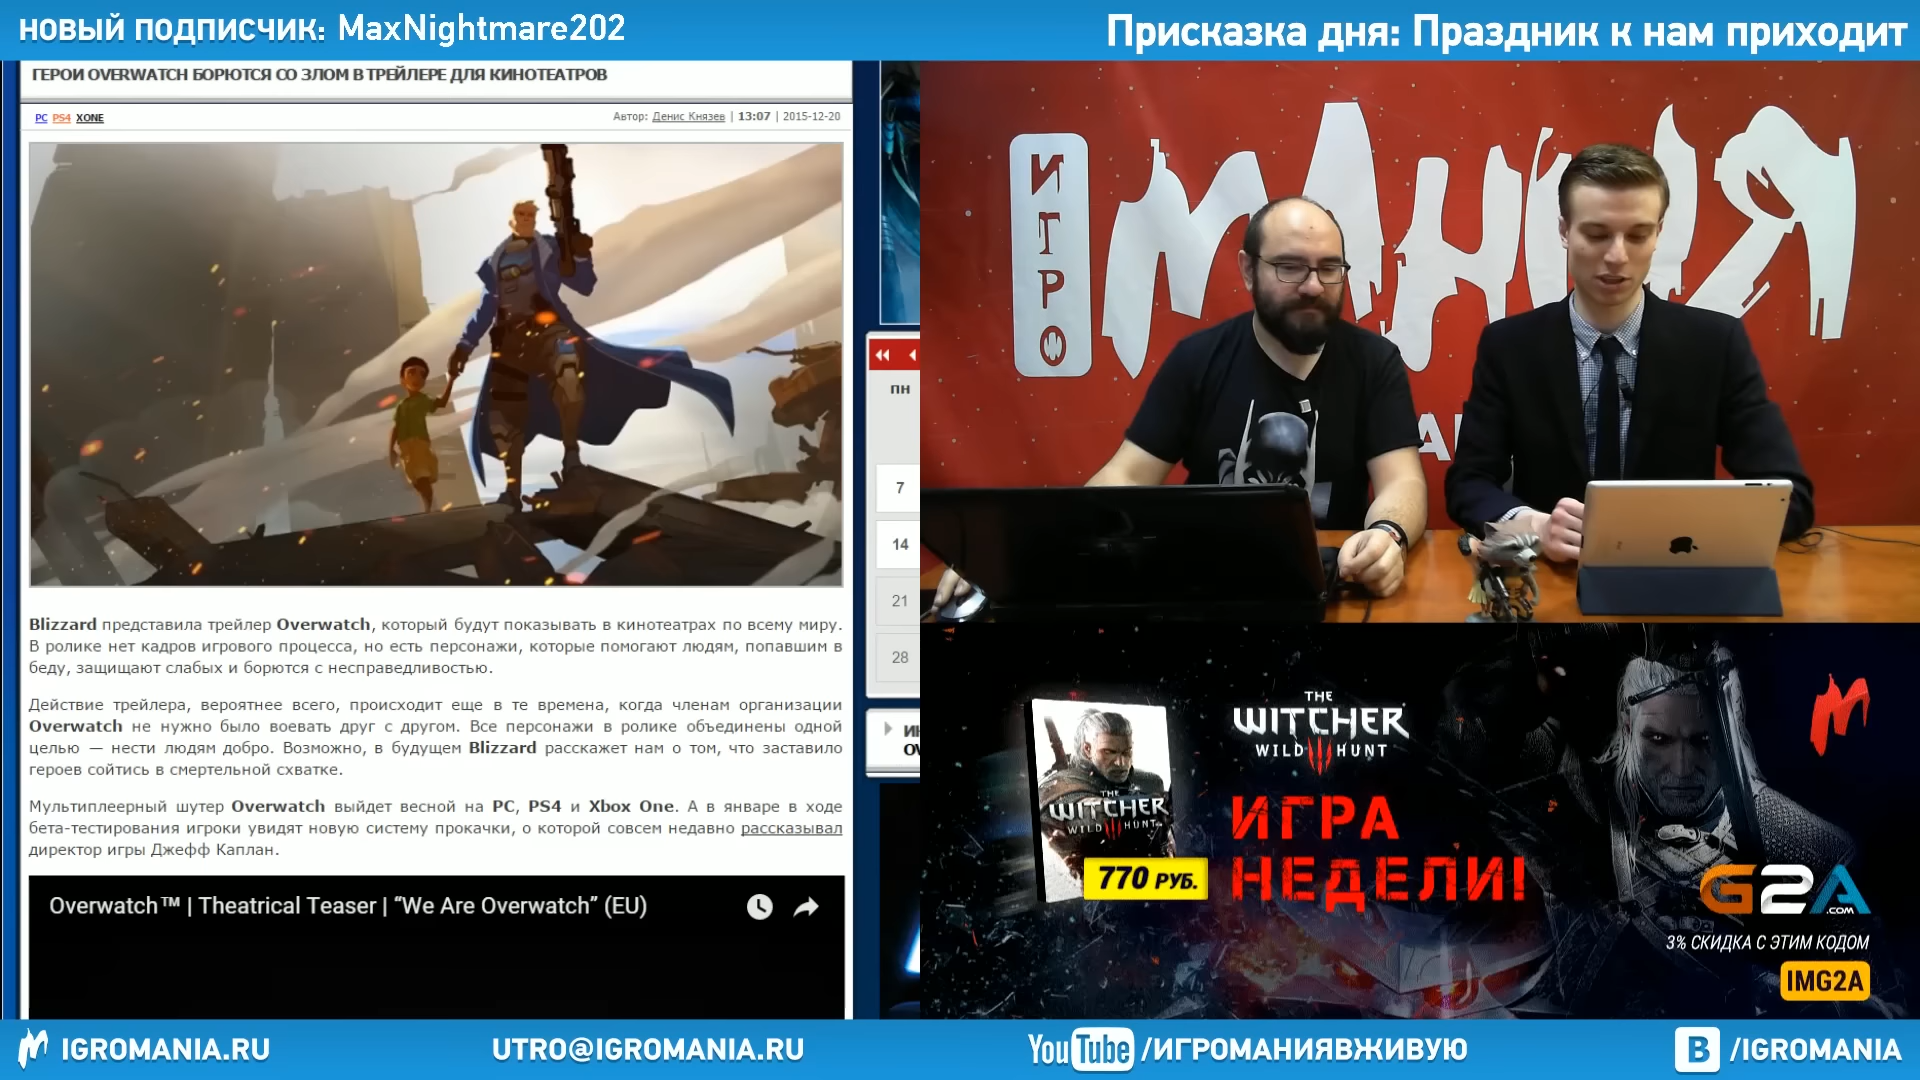 НОВЫЙ ПОДПИСЧИК: MaxNightmare202
Присказка дня: Праздник к нам приходит
ГЕРОИ OVERWATCH БОРЮТСЯ СО ЗЛОМ В ТРЕЙЛЕРЕ ДЛЯ КИНОТЕАТРОВ
PC PS4 XONE
Автор: Денис Князев | 13:07 | 2015-12-20
Blizzard представила трейлер Overwatch, который будут показывать в кинотеатрах по всему миру.
В ролике нет кадров игрового процесса, но есть персонажи, которые помогают людям, попавшим в
беду, защищают слабых и борются с несправедливостью.
Действие трейлера, вероятнее всего, происходит еще в те времена, когда членам организации
Overwatch не нужно было воевать друг с другом. Все персонажи в ролике объединены одной
целью — нести людям добро. Возможно, в будущем Blizzard расскажет нам о том, что заставило
героев сойтись в смертельной схватке.
Мультиплеерный шутер Overwatch выйдет весной на PC, PS4 и Xbox One. А в январе в ходе
бета-тестирования игроки увидят новую систему прокачки, о которой совсем недавно рассказывал
директор игры Джефф Каплан.
Overwatch™ | Theatrical Teaser | “We Are Overwatch” (EU)
ПН
7
14
21
28
ИГРО
МАНИЯ
THE
WITCHER
WILD HUNT
THE
WITCHER
WILD HUNT
770 РУБ.
ИГРА
НЕДЕЛИ!
G2A
.COM
3% СКИДКА С ЭТИМ КОДОМ
IMG2A
IGROMANIA.RU
UTRO@IGROMANIA.RU
YouTube /ИГРОМАНИЯВЖИВУЮ
B /IGROMANIA